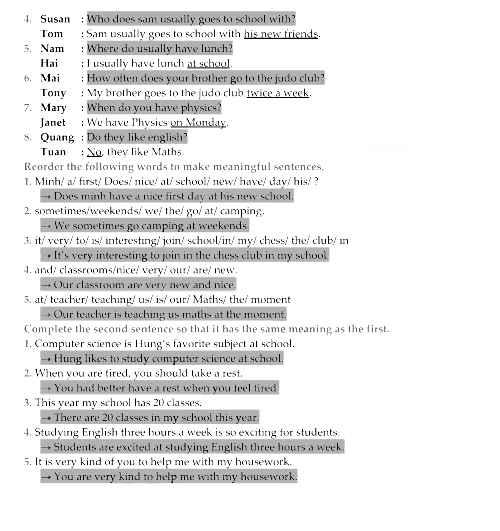 4. Susan : Who does sam usually goes to school with?
Tom : Sam usually goes to school with his new friends.
5. Nam : Where do usually have lunch?
Hai : I usually have lunch at school.
6. Mai : How often does your brother go to the judo club?
Tony : My brother goes to the judo club twice a week.
7. Mary : When do you have physics?
Janet : We have Physics on Monday.
8. Quang : Do they like english?
Tuan : No, they like Maths.
Reorder the following words to make meaningful sentences.
1. Minh/ a/ first/ Does/ nice/ at/ school/ new/ have/ day/ his/ ?
→ Does minh have a nice first day at his new school.
2. sometimes/weekends/ we/ the/ go/ at/ camping.
→ We sometimes go camping at weekends.
3. it/ very/ to/ is/ interesting/ join/ school/in/ my/ chess/ the/ club/ in
→ It's very interesting to join in the chess club in my school.
4. and/ classrooms/nice/ very/ our/ are/ new.
→ Our classroom are very new and nice.
5. at/ teacher/ teaching/ us/ is/ our/ Maths/ the/ moment
→ Our teacher is teaching us maths at the moment.
Complete the second sentence so that it has the same meaning as the first.
1. Computer science is Hung's favorite subject at school.
→ Hung likes to study computer science at school.
2. When you are tired, you should take a rest.
→ You had better have a rest when you feel tired
3. This year my school has 20 classes.
→ There are 20 classes in my school this year.
4. Studying English three hours a week is so exciting for students.
→ Students are excited at studying English three hours a week.
5. It is very kind of you to help me with my housework.
→ You are very kind to help me with my housework.